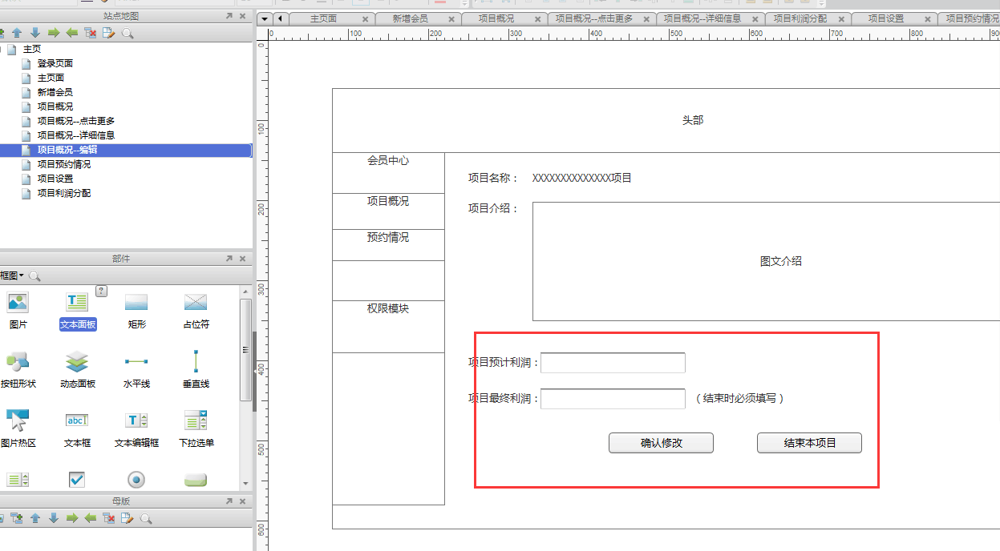 站点地图
主页
登录页面
主页面
新增会员
项目概况
项目概况--点击更多
项目概况--详细信息
项目概况--编辑
项目预约情况
项目设置
项目利润分配
部件
框图
?
图片
文本面板
矩形
占位符
按钮形状
动态面板
水平线
垂直线
abc
图片热区
文本框
文本编辑框
下拉选单
母版
主页面
新增会员
项目概况
项目概况--点击更多
项目概况--详细信息
项目利润分配
项目设置
项目预约情况
0 100 200 300 400 500 600 700 800 900
0
100
200
300
400
500
600
头部
会员中心
项目概况
预约情况
权限模块
项目名称： XXXXXXXXXXXXXX项目
项目介绍：
图文介绍
项目预计利润：
项目最终利润： （结束时必须填写）
确认修改 结束本项目